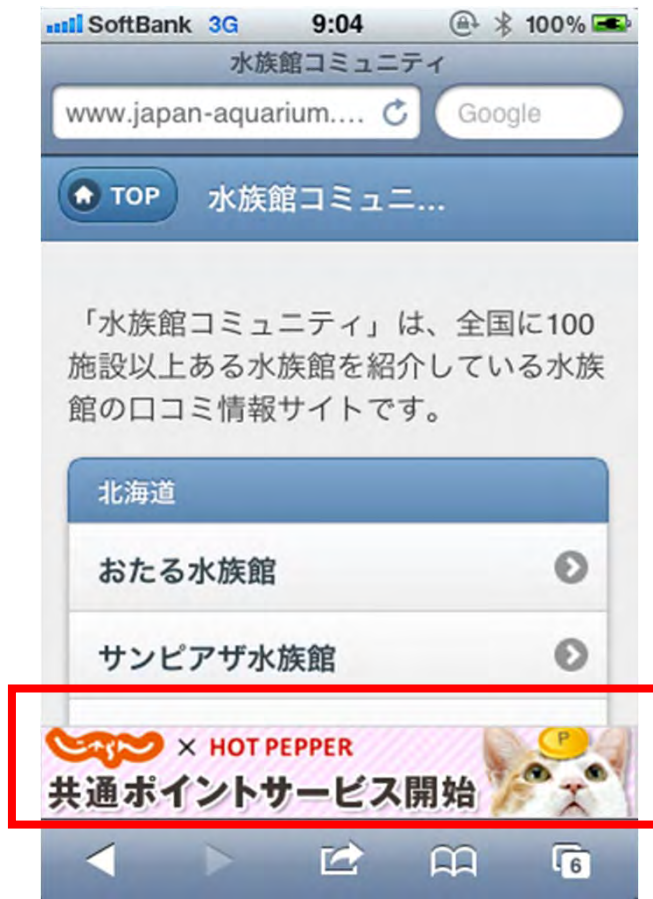 SoftBank 3G 9:04 100%
水族館コミュニティ
www.japan-aquarium.... Google
TOP 水族館コミュニ...
「水族館コミュニティ」は、全国に100
施設以上ある水族館を紹介している水族
館の口コミ情報サイトです。
北海道
おたる水族館
サンピアザ水族館
じゃらん × HOT PEPPER
P
共通ポイントサービス開始
6